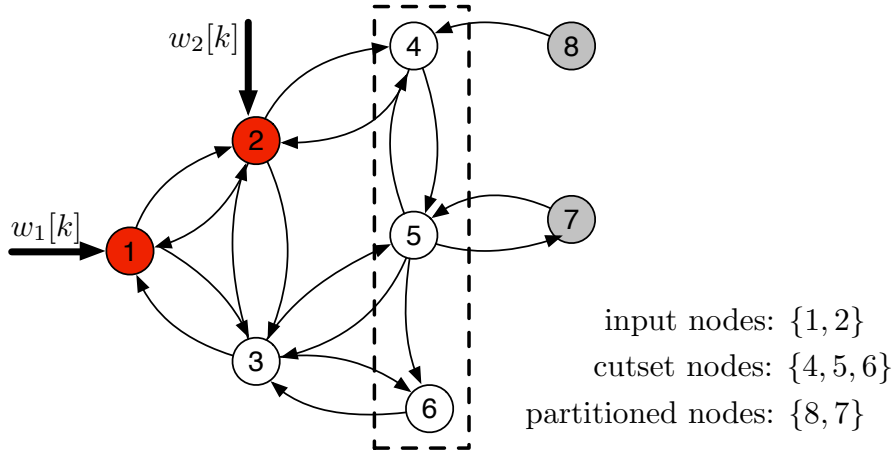 w₂[k]
4
8
2
w₁[k]
1
5
7
3
6
input nodes: {1, 2}
cutset nodes: {4, 5, 6}
partitioned nodes: {8, 7}